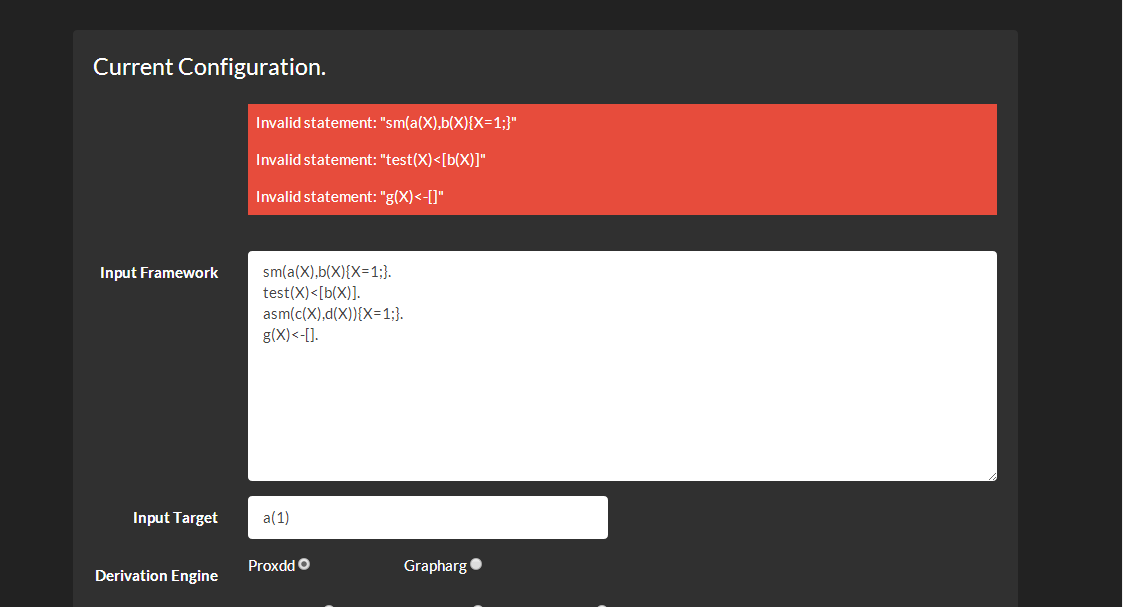 Current Configuration.
Invalid statement: "sm(a(X),b(X){X=1;}"
Invalid statement: "test(X)<[b(X)]"
Invalid statement: "g(X)<-[]"
Input Framework
sm(a(X),b(X){X=1;}.
test(X)<[b(X)].
asm(c(X),d(X)){X=1;}.
g(X)<-[].
Input Target
a(1)
Derivation Engine
Proxdd
Grapharg